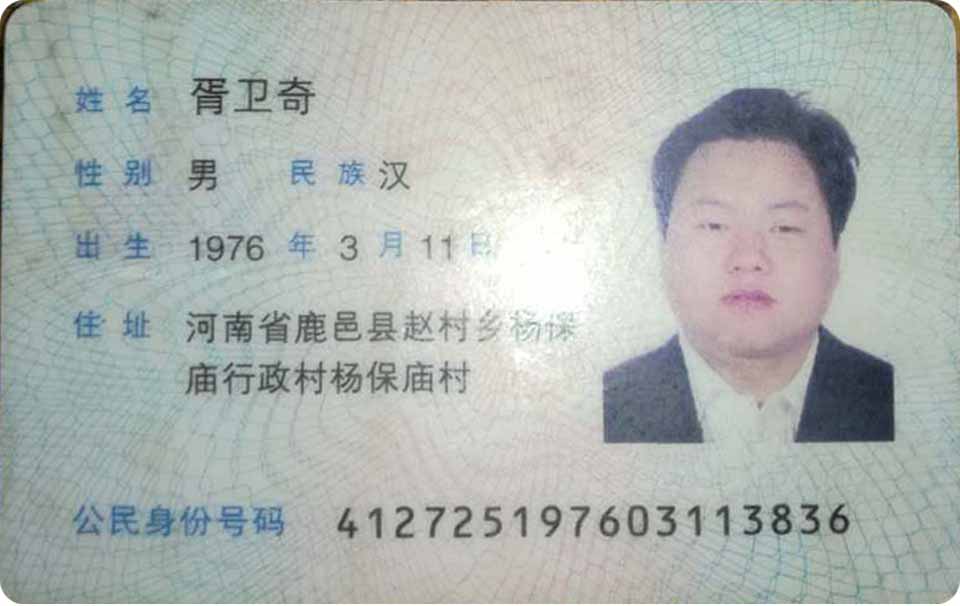 姓名 胥卫奇
性别 男 民族 汉
出生 1976 年 3 月 11 日
住址 河南省鹿邑县赵村乡杨保
庙行政村杨保庙村
公民身份号码 412725197603113836